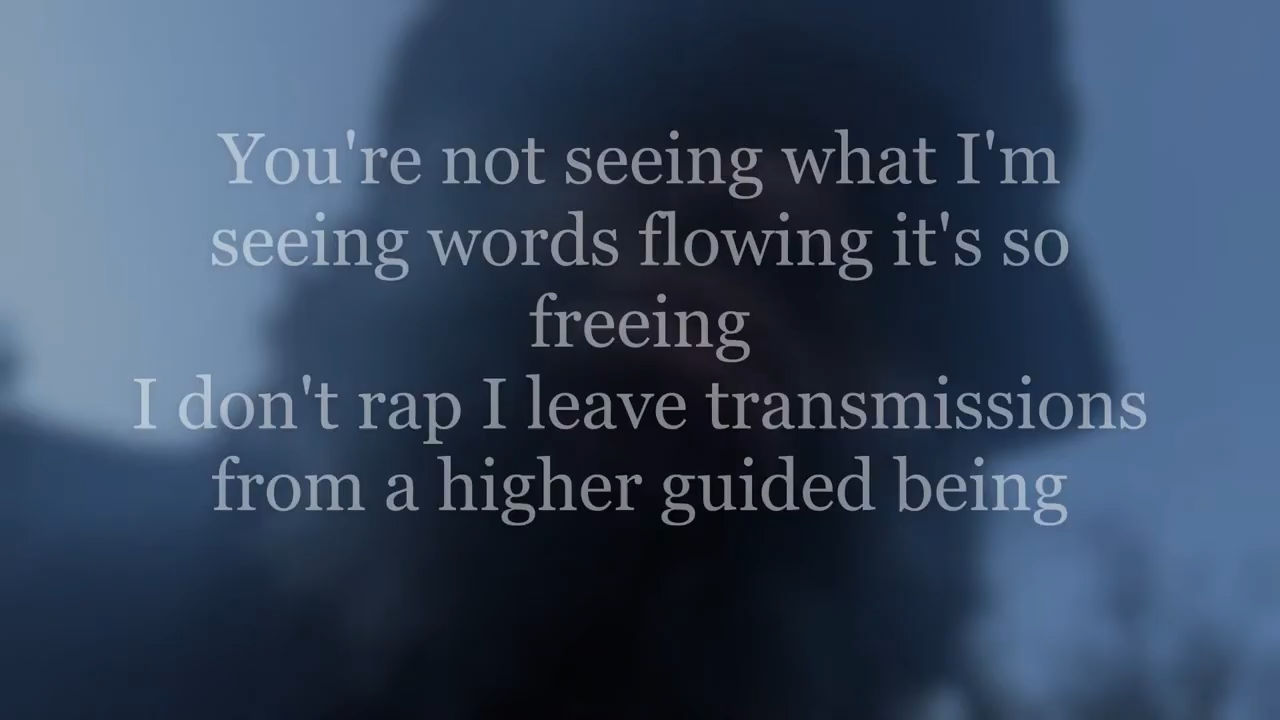 You're not seeing what I'm
seeing words flowing it's so
freeing
I don't rap I leave transmissions
from a higher guided being